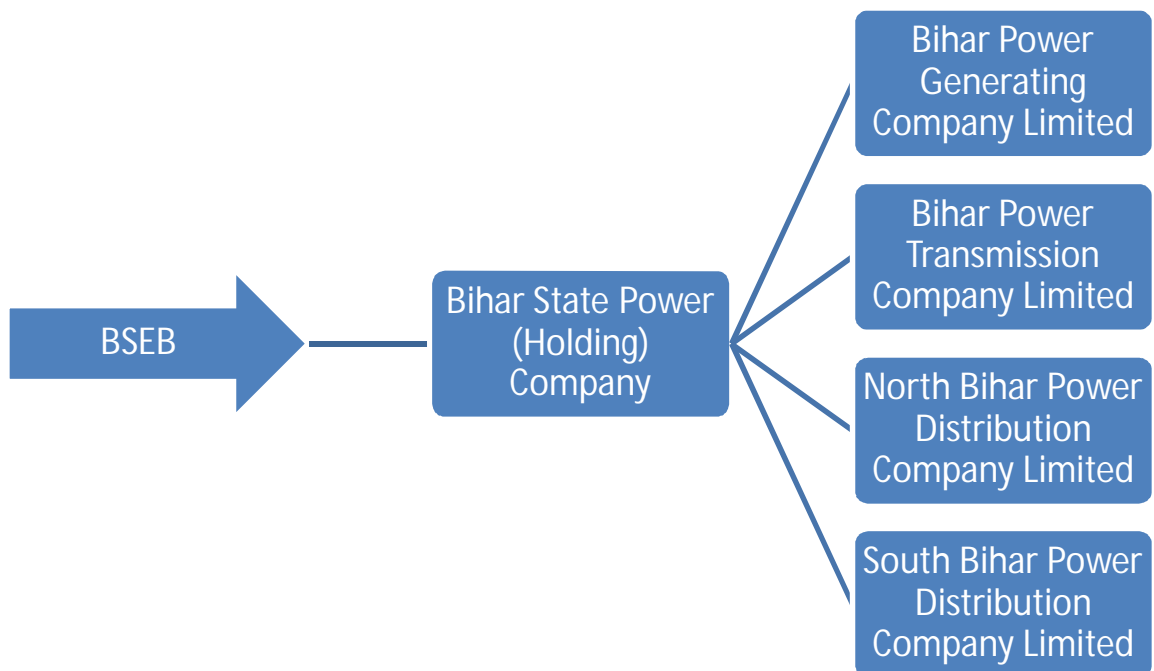 BSEB
Bihar State Power
(Holding)
Company
Bihar Power
Generating
Company Limited
Bihar Power
Transmission
Company Limited
North Bihar Power
Distribution
Company Limited
South Bihar Power
Distribution
Company Limited